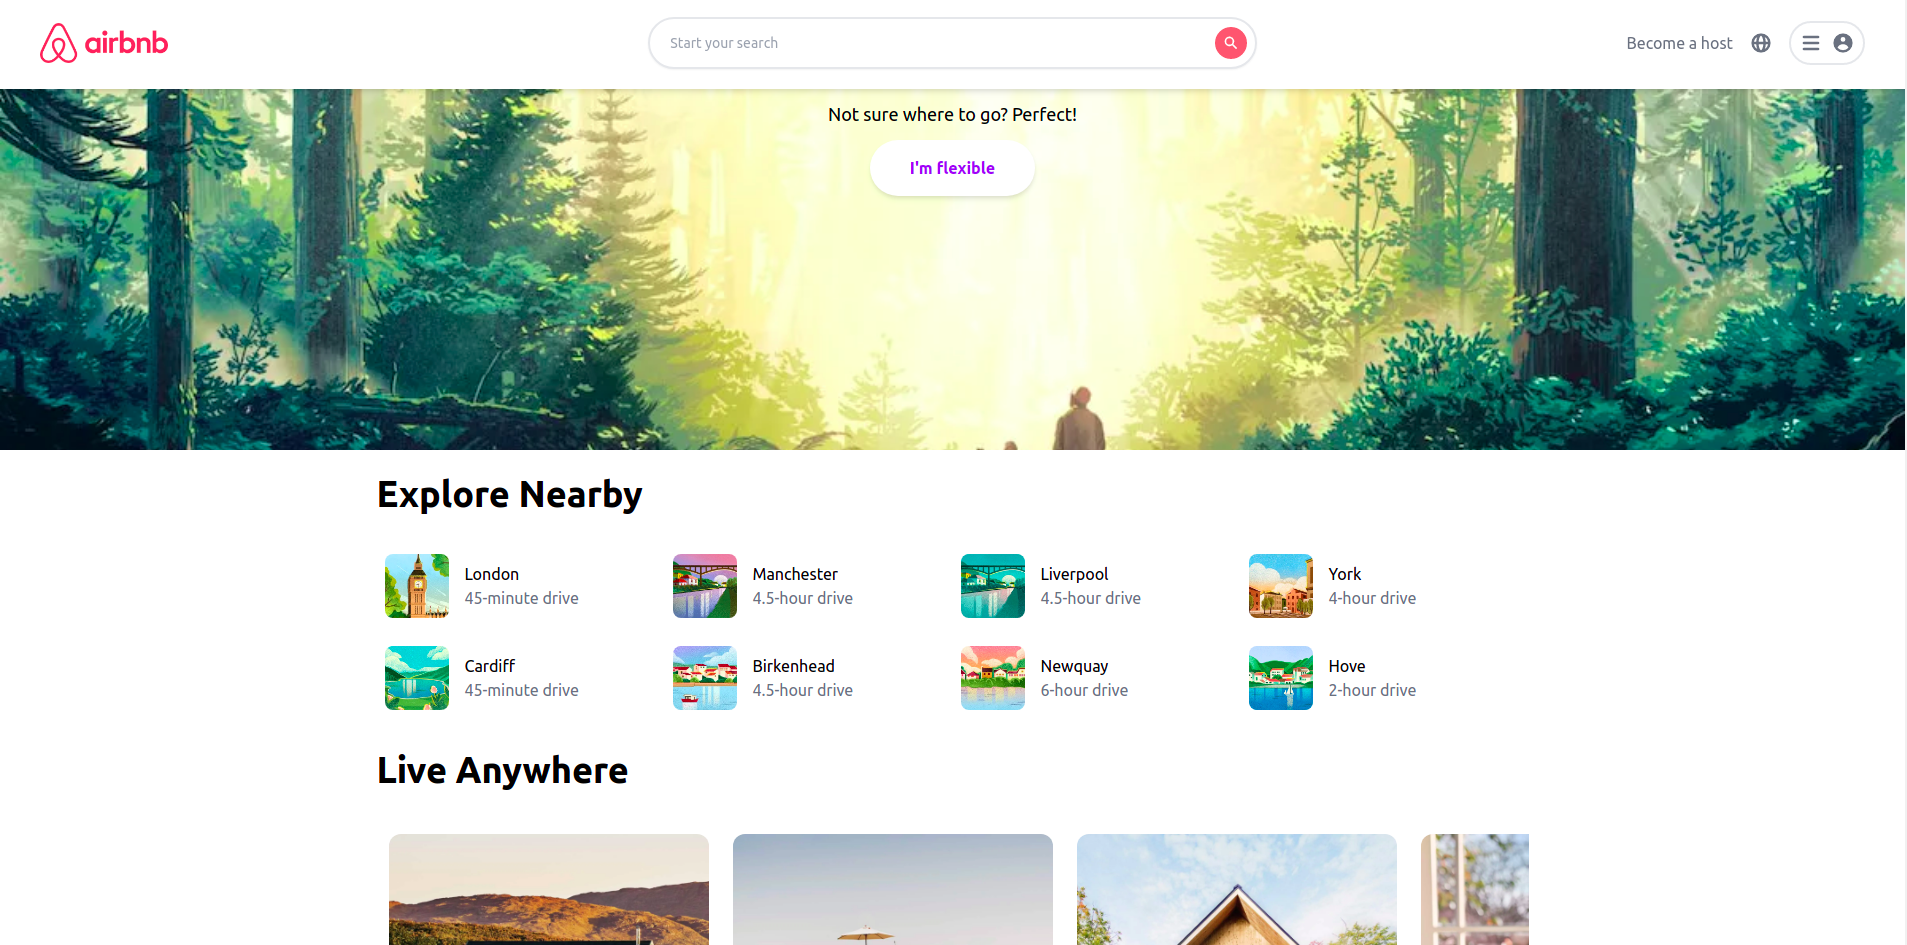 airbnb
Start your search
Become a host
Not sure where to go? Perfect!
I'm flexible
Explore Nearby
London
45-minute drive
Manchester
4.5-hour drive
Liverpool
4.5-hour drive
York
4-hour drive
Cardiff
45-minute drive
Birkenhead
4.5-hour drive
Newquay
6-hour drive
Hove
2-hour drive
Live Anywhere